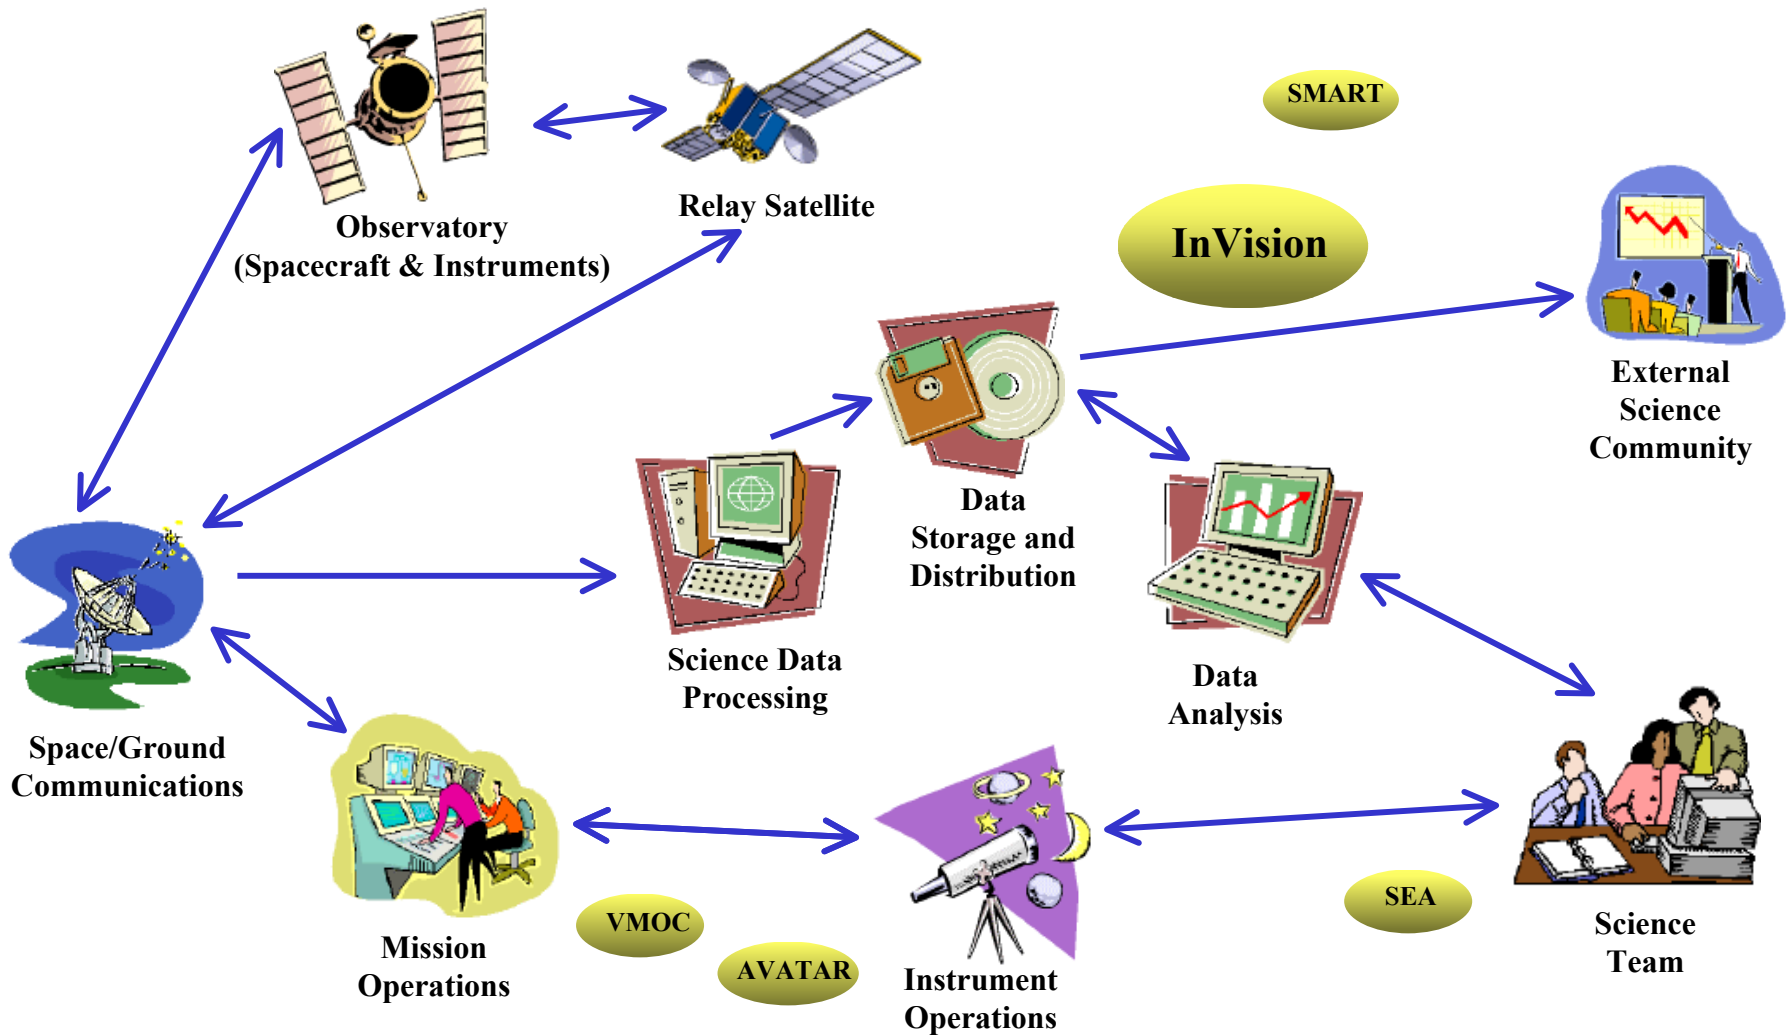 SMART
Observatory
(Spacecraft & Instruments)
Relay Satellite
InVision
External
Science
Community
Data
Storage and
Distribution
Science Data
Processing
Data
Analysis
Space/Ground
Communications
Mission
Operations
VMOC
AVATAR
Instrument
Operations
SEA
Science
Team